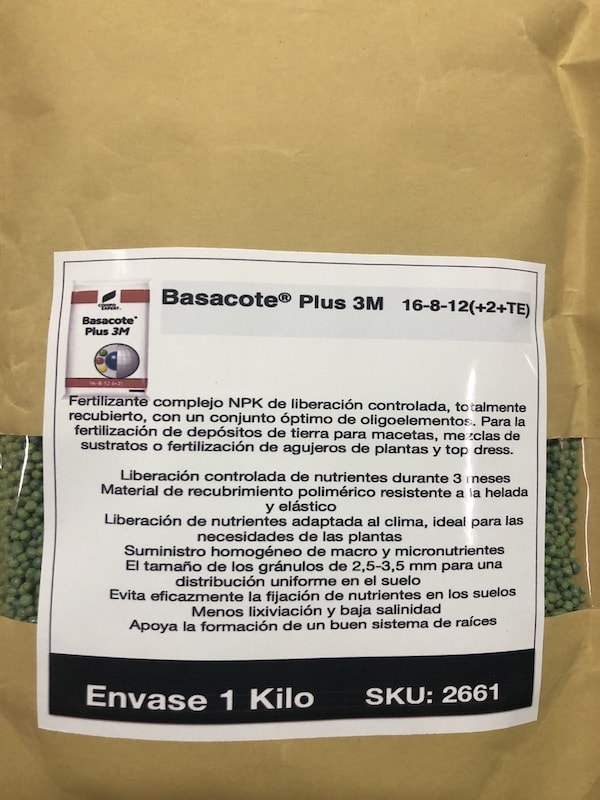 Basacote® Plus 3M 16-8-12(+2+TE)
COMPO
EXPERT
Basacote®
Plus 3M
16-8-12 (+2)
Fertilizante complejo NPK de liberación controlada, totalmente
recubierto, con un conjunto óptimo de oligoelementos. Para la
fertilización de depósitos de tierra para macetas, mezclas de
sustratos o fertilización de agujeros de plantas y top dress.
Liberación controlada de nutrientes durante 3 meses
Material de recubrimiento polimérico resistente a la helada
y elástico
Liberación de nutrientes adaptada al clima, ideal para las
necesidades de las plantas
Suministro homogéneo de macro y micronutrientes
El tamaño de los gránulos de 2,5-3,5 mm para una
distribución uniforme en el suelo
Evita eficazmente la fijación de nutrientes en los suelos
Menos lixiviación y baja salinidad
Apoya la formación de un buen sistema de raíces
Envase 1 Kilo SKU: 2661